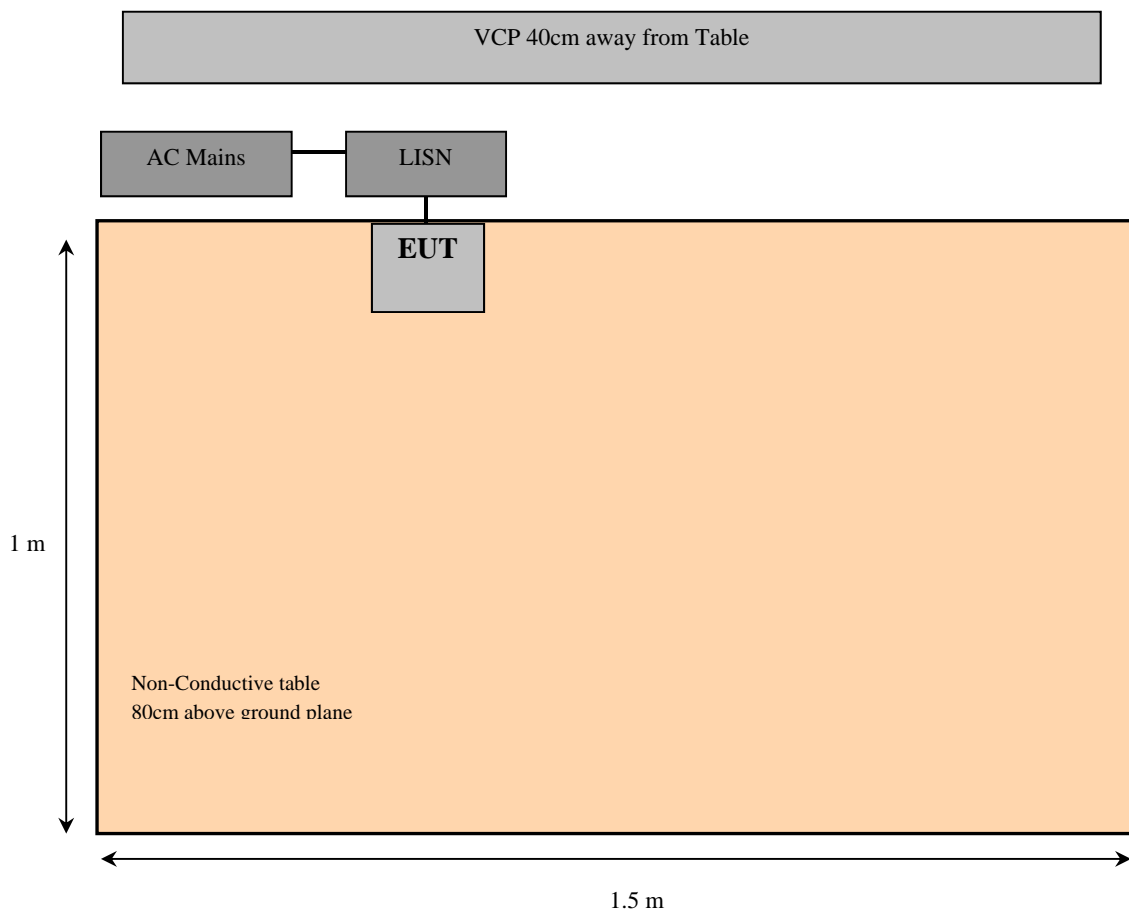 VCP 40cm away from Table
AC Mains
LISN
EUT
1 m
Non-Conductive table
80cm above ground plane
1.5 m